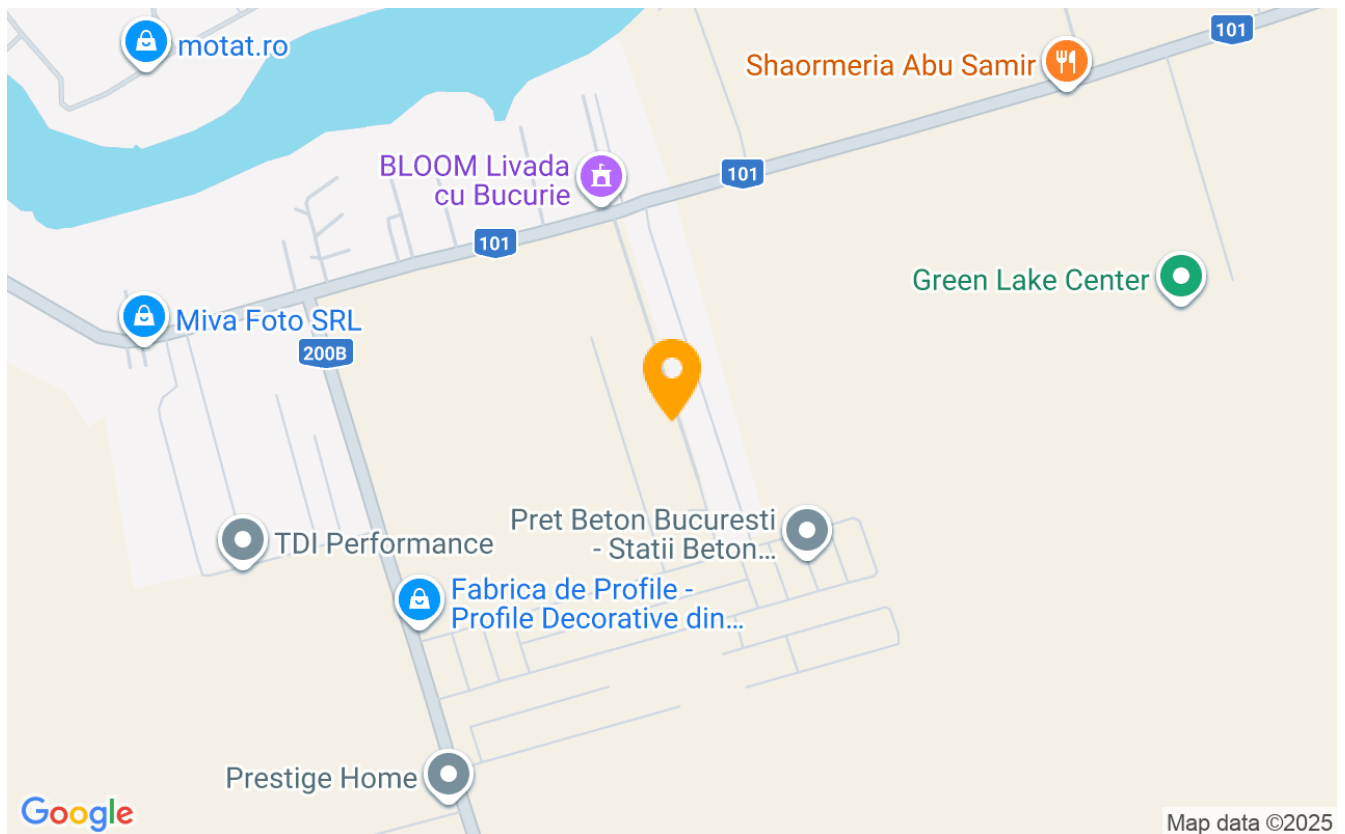 motat.ro
101
Shaormeria Abu Samir
BLOOM Livada
cu Bucurie
101
101
Green Lake Center
Miva Foto SRL
200B
Pret Beton Bucuresti
- Statii Beton...
TDI Performance
Fabrica de Profile -
Profile Decorative din...
Prestige Home
Google
Map data ©2025